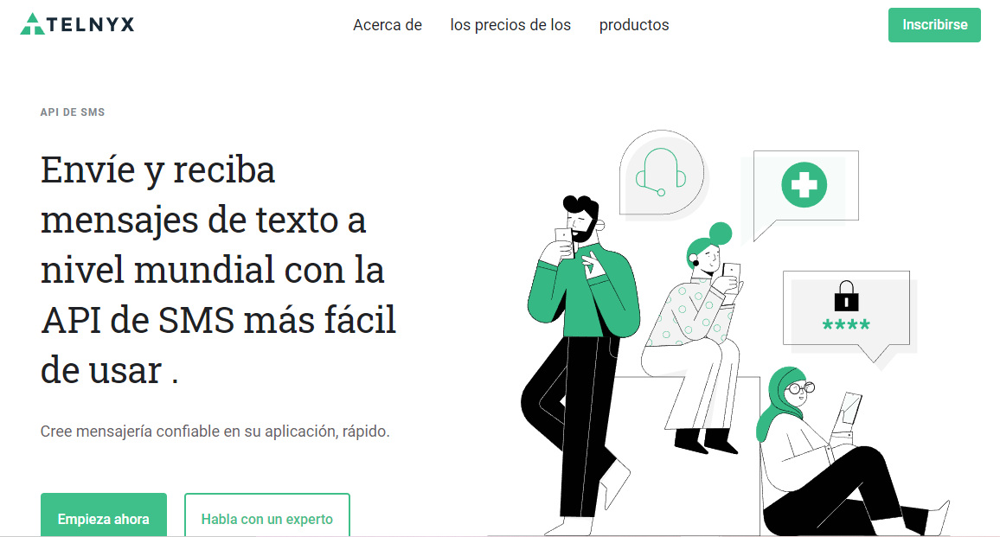 TELNYX
Acerca de
los precios de los
productos
Inscribirse
API DE SMS
Envíe y reciba
mensajes de texto a
nivel mundial con la
API de SMS más fácil
de usar .
Cree mensajería confiable en su aplicación, rápido.
Empieza ahora
Habla con un experto
****